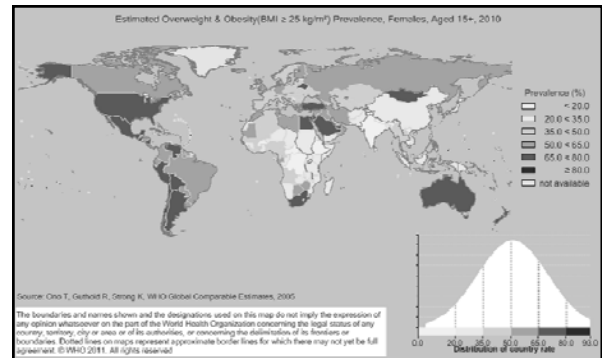 Estimated Overweight & Obesity(BMI ≥ 25 kg/m²) Prevalence, Females, Aged 15+, 2010
Prevalence (%)
< 20.0
20.0 < 35.0
35.0 < 50.0
50.0 < 65.0
65.0 < 80.0
≥ 80.0
not available
Source: Ono T, Guthold R, Strong K, WHO Global Comparable Estimates, 2005
The boundaries and names shown and the designations used on this map do not imply the expression of
any opinion whatsoever on the part of the World Health Organization concerning the legal status of any
country, territory, city or area or of its authorities, or concerning the delimitation of its frontiers or
boundaries. Dotted lines on maps represent approximate border lines for which there may not yet be full
agreement. © WHO 2011. All rights reserved
0.0 20.0 35.0 50.0 65.0 80.0 90.0
Distribution of country rate